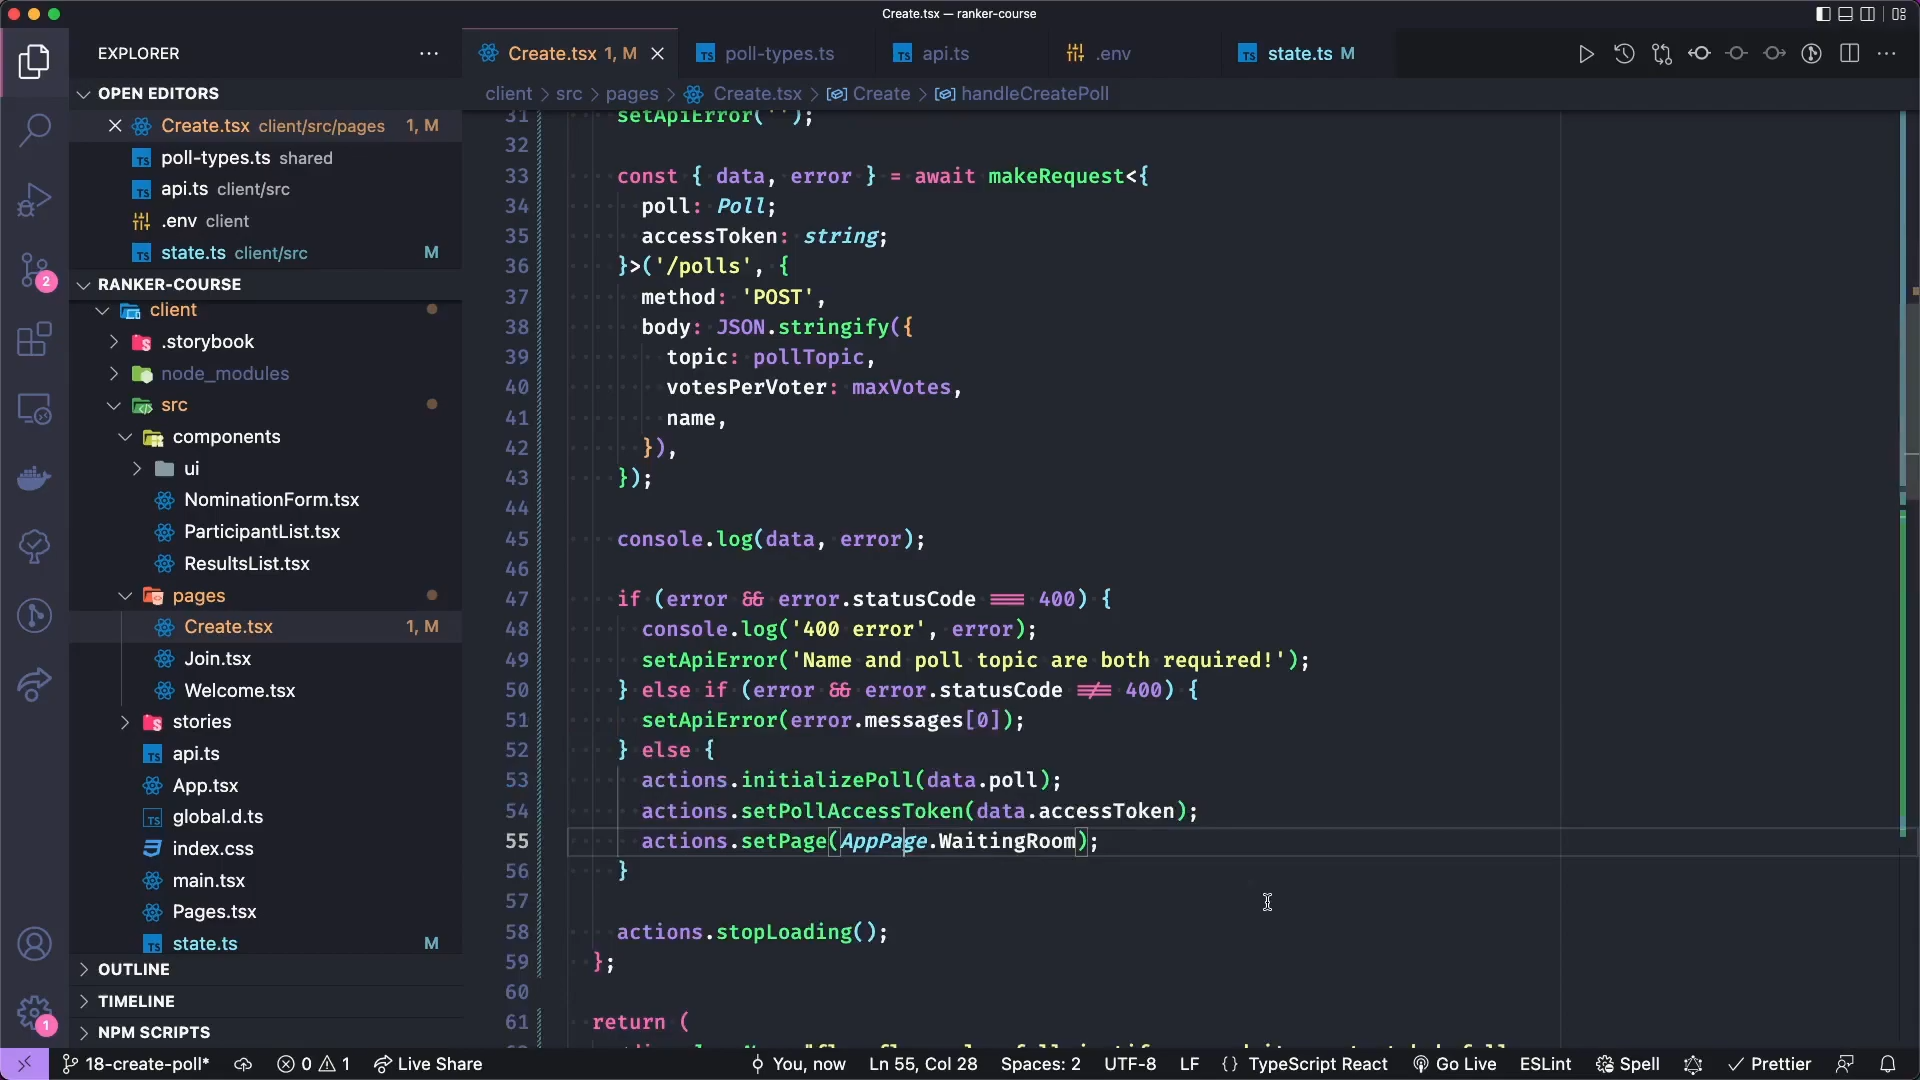 Create.tsx — ranker-course
EXPLORER
Create.tsx 1, M
poll-types.ts
api.ts
.env
state.ts M
OPEN EDITORS
client > src > pages > Create.tsx > Create > handleCreatePoll
Create.tsx client/src/pages 1, M
poll-types.ts shared
api.ts client/src
.env client
state.ts client/src M
RANKER-COURSE
client
.storybook
node_modules
src
components
ui
NominationForm.tsx
ParticipantList.tsx
ResultsList.tsx
pages
Create.tsx 1, M
Join.tsx
Welcome.tsx
stories
api.ts
App.tsx
global.d.ts
index.css
main.tsx
Pages.tsx
state.ts M
OUTLINE
TIMELINE
NPM SCRIPTS
2
1
31 setApiError('');
32
33 const { data, error } = await makeRequest<{
34 poll: Poll;
35 accessToken: string;
36 }>('/polls', {
37 method: 'POST',
38 body: JSON.stringify({
39 topic: pollTopic,
40 votesPerVoter: maxVotes,
41 name,
42 }),
43 });
44
45 console.log(data, error);
46
47 if (error && error.statusCode === 400) {
48 console.log('400 error', error);
49 setApiError('Name and poll topic are both required!');
50 } else if (error && error.statusCode !== 400) {
51 setApiError(error.messages[0]);
52 } else {
53 actions.initializePoll(data.poll);
54 actions.setPollAccessToken(data.accessToken);
55 actions.setPage(AppPage.WaitingRoom);
56 }
57
58 actions.stopLoading();
59 };
60
61 return (
18-create-poll* 0 1 Live Share You, now Ln 55, Col 28 Spaces: 2 UTF-8 LF {} TypeScript React Go Live ESLint Spell Prettier